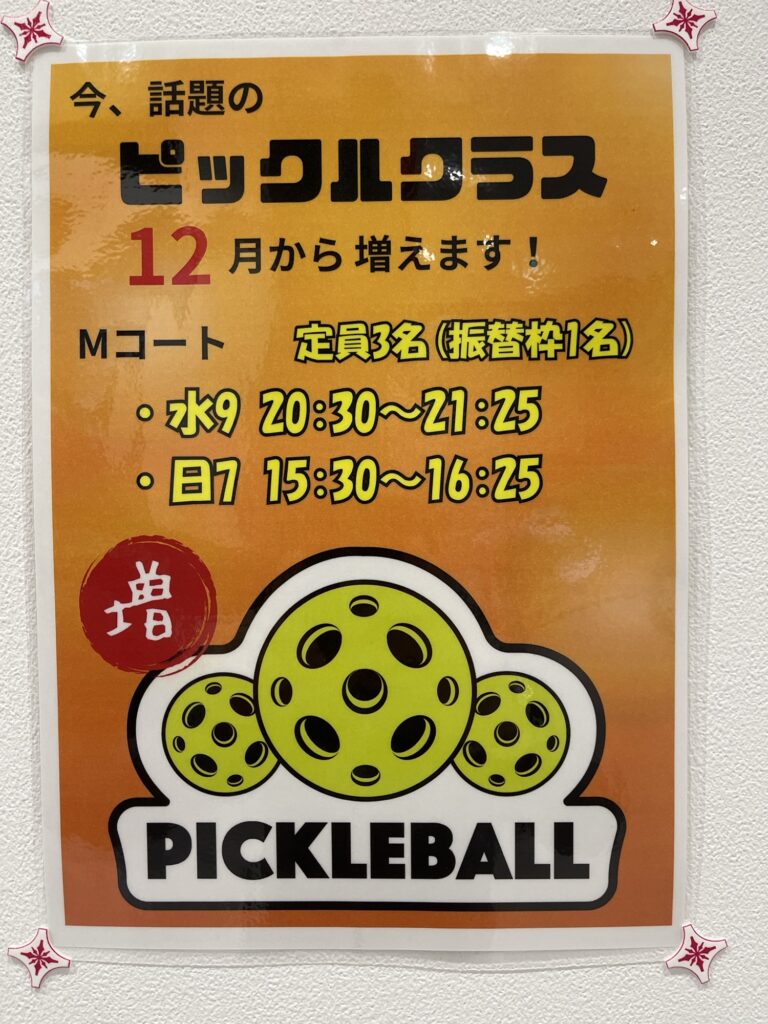 今、話題の
ピックルクラス
12月から 増えます！
Mコート 定員3名（振替枠1名）
・水9 20:30〜21:25
・日7 15:30〜16:25
増
PICKLEBALL